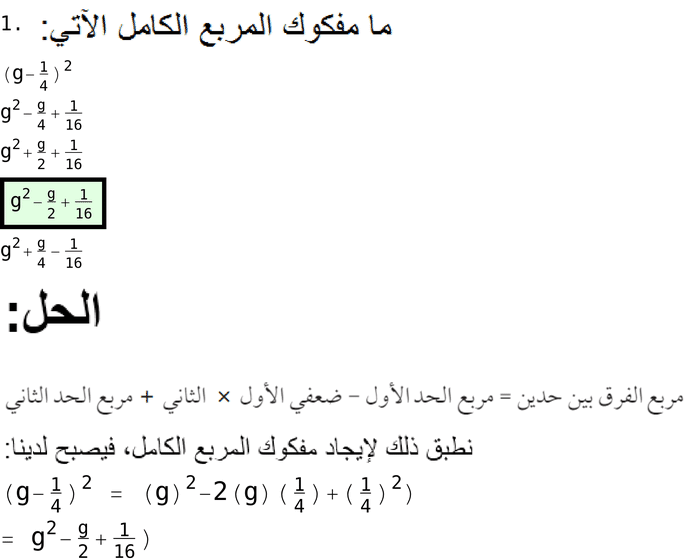 1. ما مفكوك المربع الكامل الآتي:
(g-\frac{1}{4})^2
g^2-\frac{g}{4}+\frac{1}{16}
g^2+\frac{g}{2}+\frac{1}{16}
g^2-\frac{g}{2}+\frac{1}{16}
g^2+\frac{g}{4}-\frac{1}{16}
الحل:
مربع الفرق بين حدين = مربع الحد الأول – ضعفي الأول × الثاني + مربع الحد الثاني
نطبق ذلك لإيجاد مفكوك المربع الكامل، فيصبح لدينا:
(g-\frac{1}{4})^2 = (g)^2-2(g)(\frac{1}{4})+(\frac{1}{4})^2)
= g^2-\frac{g}{2}+\frac{1}{16})